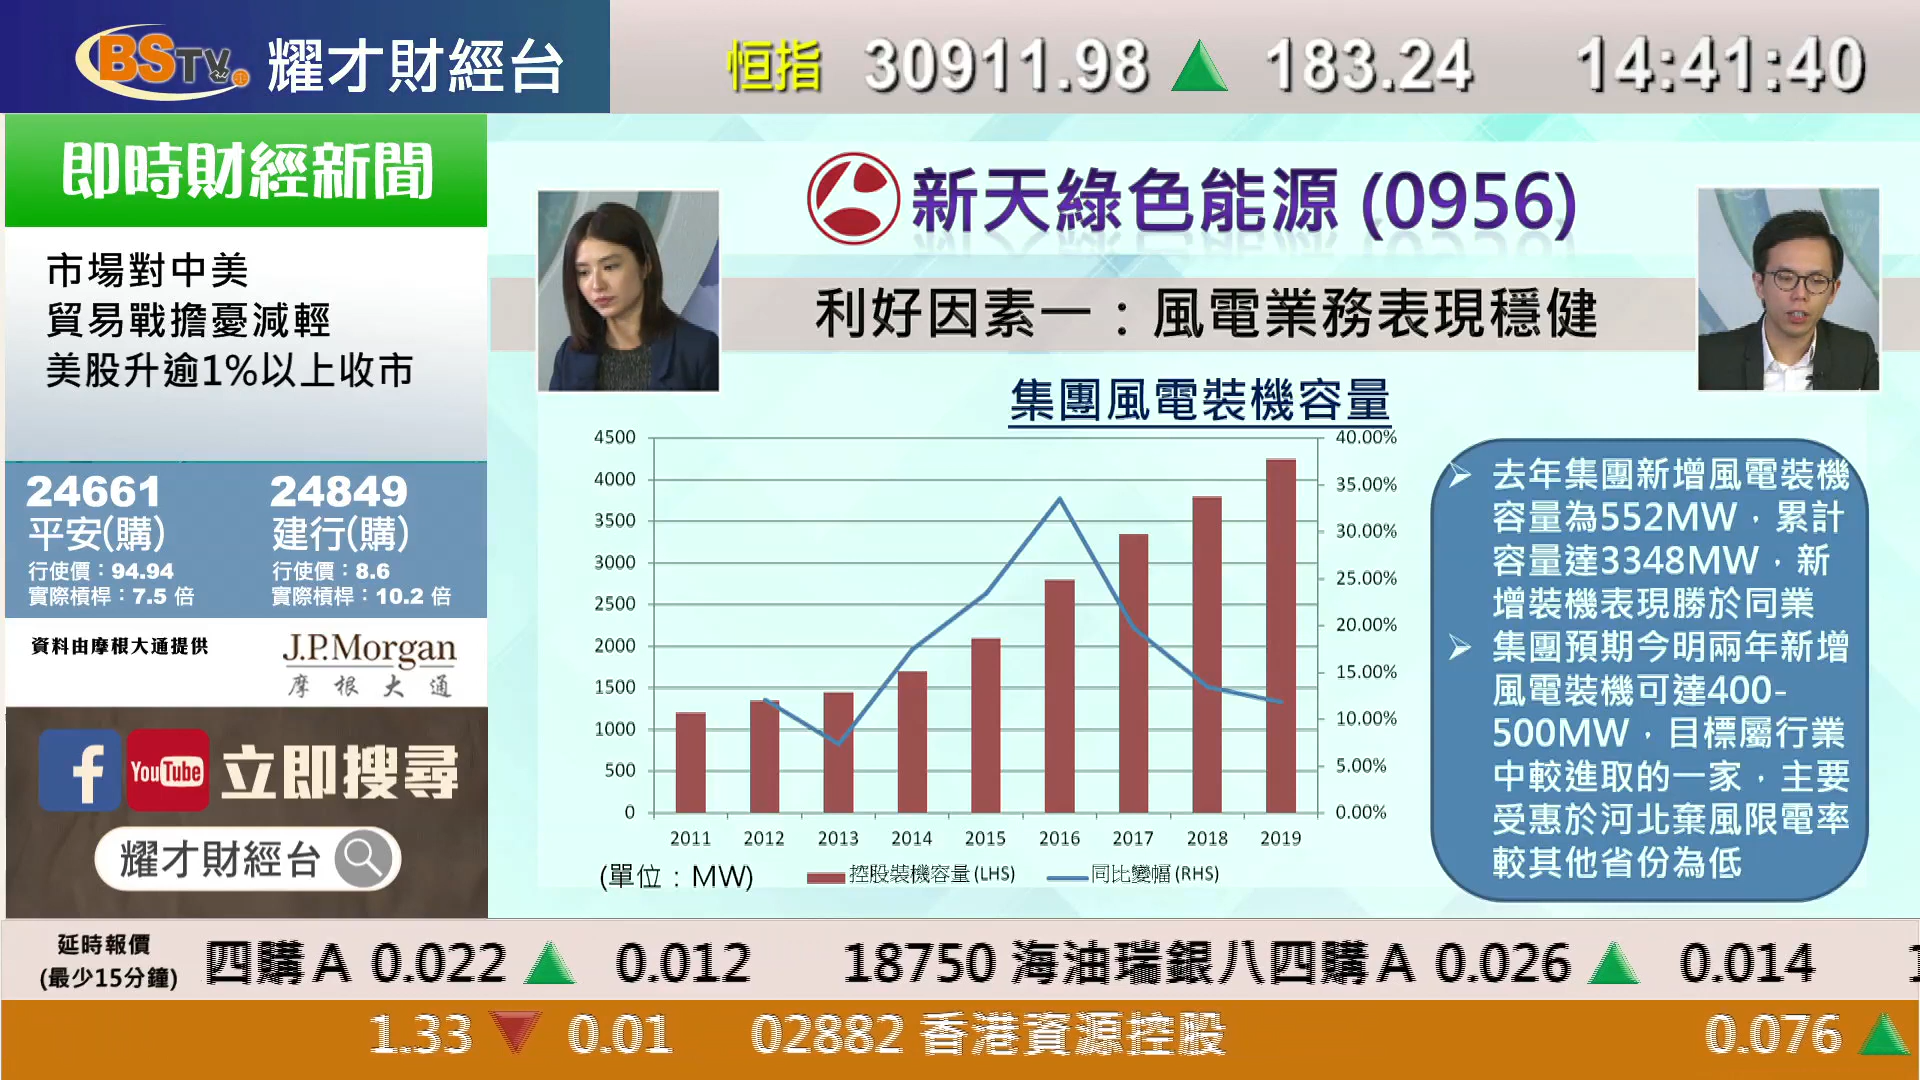 BSTV 耀才財經台
恒指 30911.98 ▲ 183.24 14:41:40
即時財經新聞
市場對中美
貿易戰擔憂減輕
美股升逾1%以上收市
24661
平安(購)
行使價：94.94
實際槓桿：7.5 倍
24849
建行(購)
行使價：8.6
實際槓桿：10.2 倍
資料由摩根大通提供
J.P.Morgan
摩根大通
f YouTube 立即搜尋
耀才財經台
新天綠色能源 (0956)
利好因素一：風電業務表現穩健
集團風電裝機容量
4500
4000
3500
3000
2500
2000
1500
1000
500
0
40.00%
35.00%
30.00%
25.00%
20.00%
15.00%
10.00%
5.00%
0.00%
2011 2012 2013 2014 2015 2016 2017 2018 2019
(單位：MW) 控股裝機容量 (LHS) 同比變幅 (RHS)
去年集團新增風電裝機
容量為552MW，累計
容量達3348MW，新
增裝機表現勝於同業
集團預期今明兩年新增
風電裝機可達400-
500MW，目標屬行業
中較進取的一家，主要
受惠於河北棄風限電率
較其他省份為低
延時報價
(最少15分鐘)
四購A 0.022 ▲ 0.012 18750 海油瑞銀八四購A 0.026 ▲ 0.014
1.33 ▼ 0.01 02882 香港資源控股 0.076 ▲